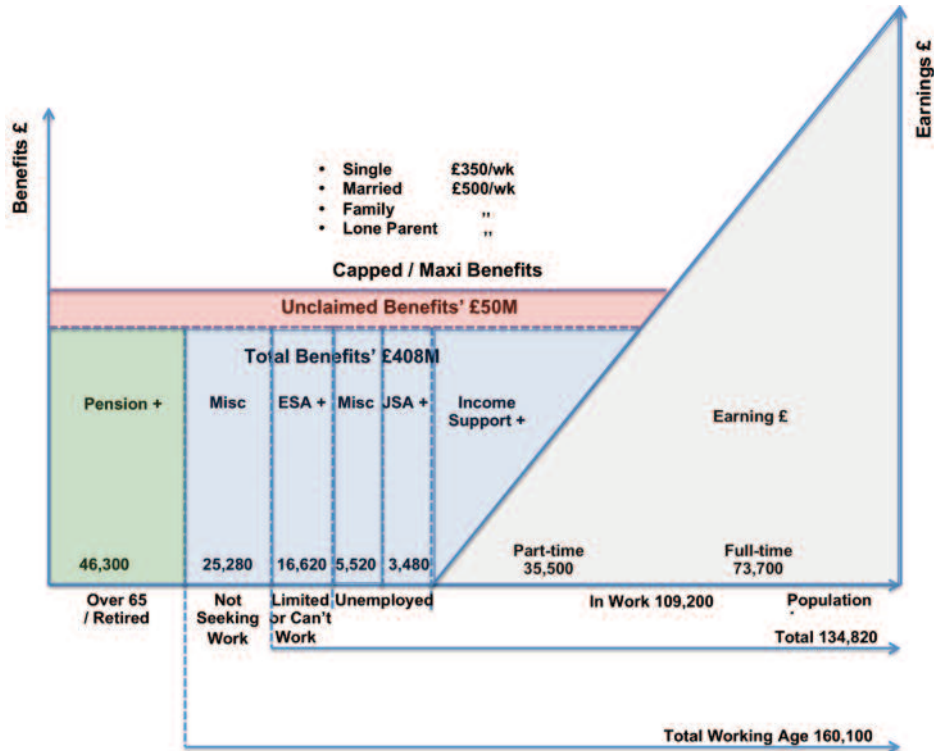 Benefits £
Earnings £
• Single £350/wk
• Married £500/wk
• Family ,,
• Lone Parent ,,
Capped / Maxi Benefits
Unclaimed Benefits' £50M
Total Benefits' £408M
Pension +
Misc
ESA +
Misc
JSA +
Income
Support +
Earning £
46,300
25,280
16,620
5,520
3,480
Part-time
35,500
Full-time
73,700
Over 65
/ Retired
Not
Seeking
Work
Limited
or Can't
Work
Unemployed
In Work 109,200
Population
Total 134,820
Total Working Age 160,100